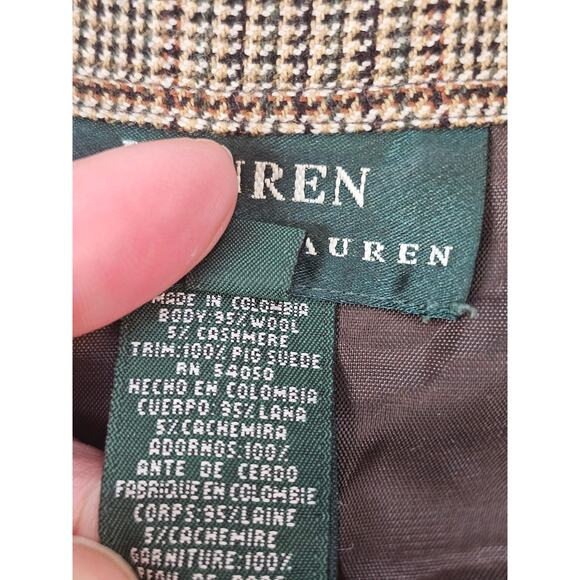 UREN
AUREN
MADE IN COLOMBIA
BODY:95%WOOL
5% CASHMERE
TRIM:100% PIG SUEDE
RN 54050
HECHO EN COLOMBIA
CUERPO:95%LANA
5%CACHEMIRA
ADORNOS:100%
ANTE DE CERDO
FABRIQUE EN COLOMBIE
CORPS:95%LAINE
5%CACHEMIRE
GARNITURE:100%